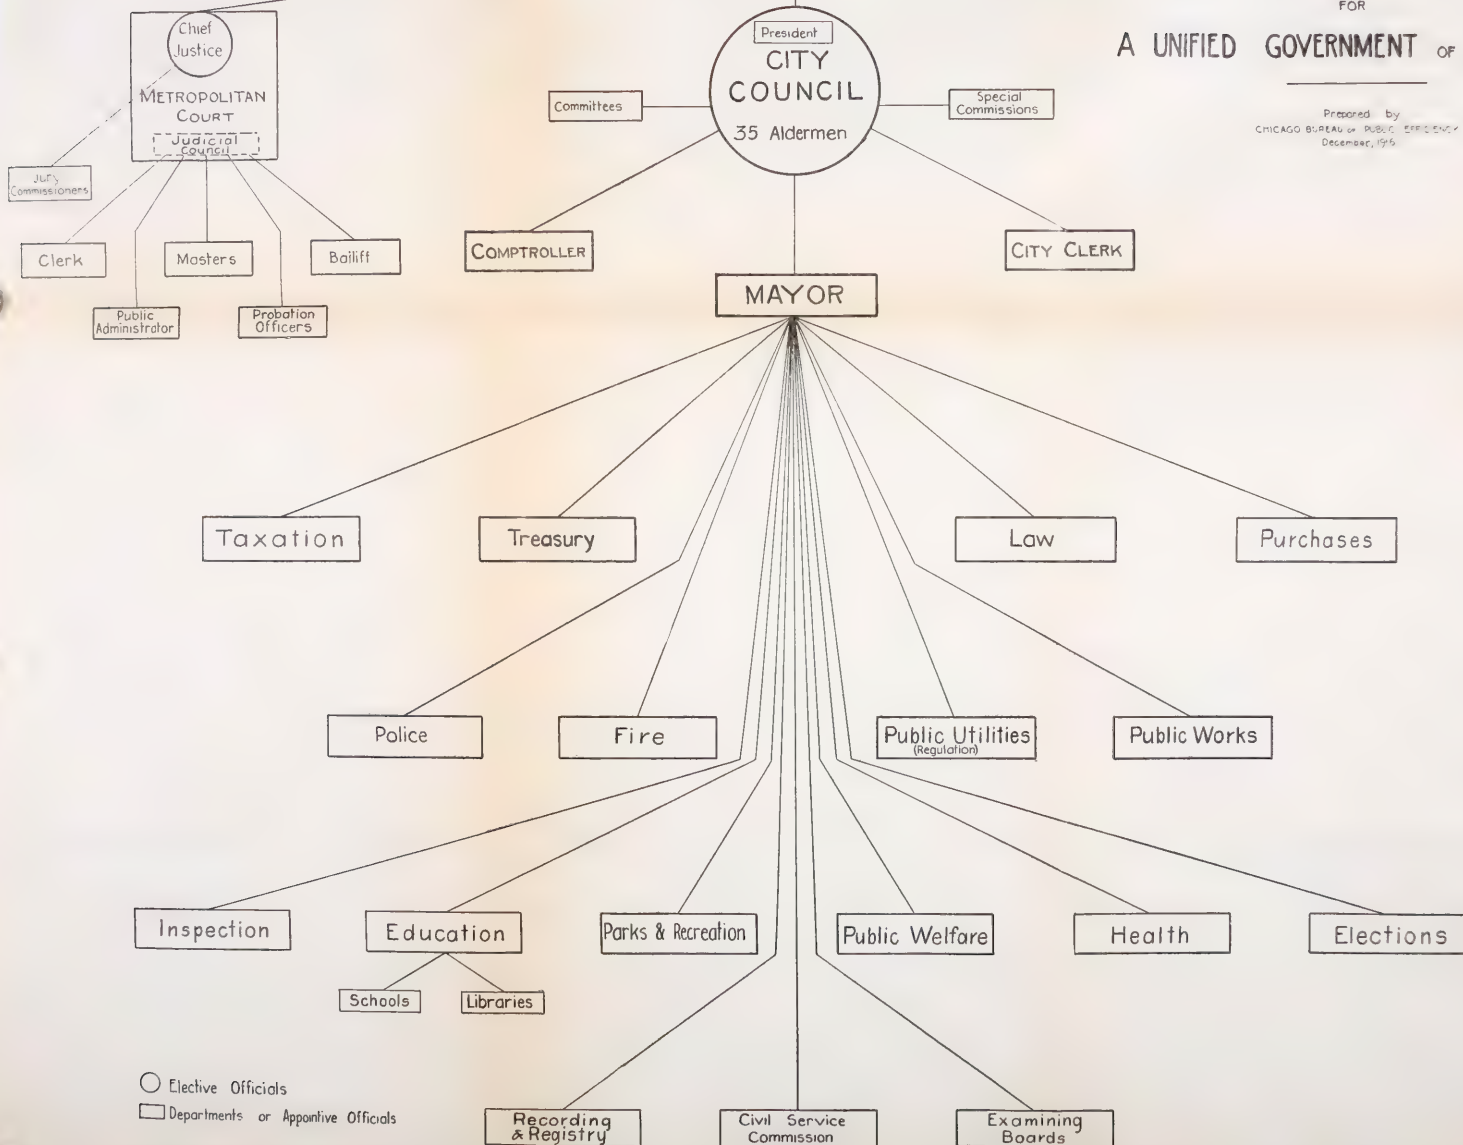 FOR
A UNIFIED GOVERNMENT OF
Prepared by
CHICAGO BUREAU OF PUBLIC EFFICIENCY
December,
Chief
Justice
METROPOLITAN
COURT
Judicial
Council
Jury
Commissioners
Clerk
Masters
Bailiff
Public
Administrator
Probation
Officers
President
CITY
COUNCIL
35 Aldermen
Committees
Special
Commissions
COMPTROLLER
CITY CLERK
MAYOR
Taxation
Treasury
Law
Purchases
Police
Fire
Public Utilities
(Regulation)
Public Works
Inspection
Education
Parks & Recreation
Public Welfare
Health
Elections
Schools
Libraries
Elective Officials
Departments or Appointive Officials
Recording
& Registry
Civil Service
Commission
Examining
Boards